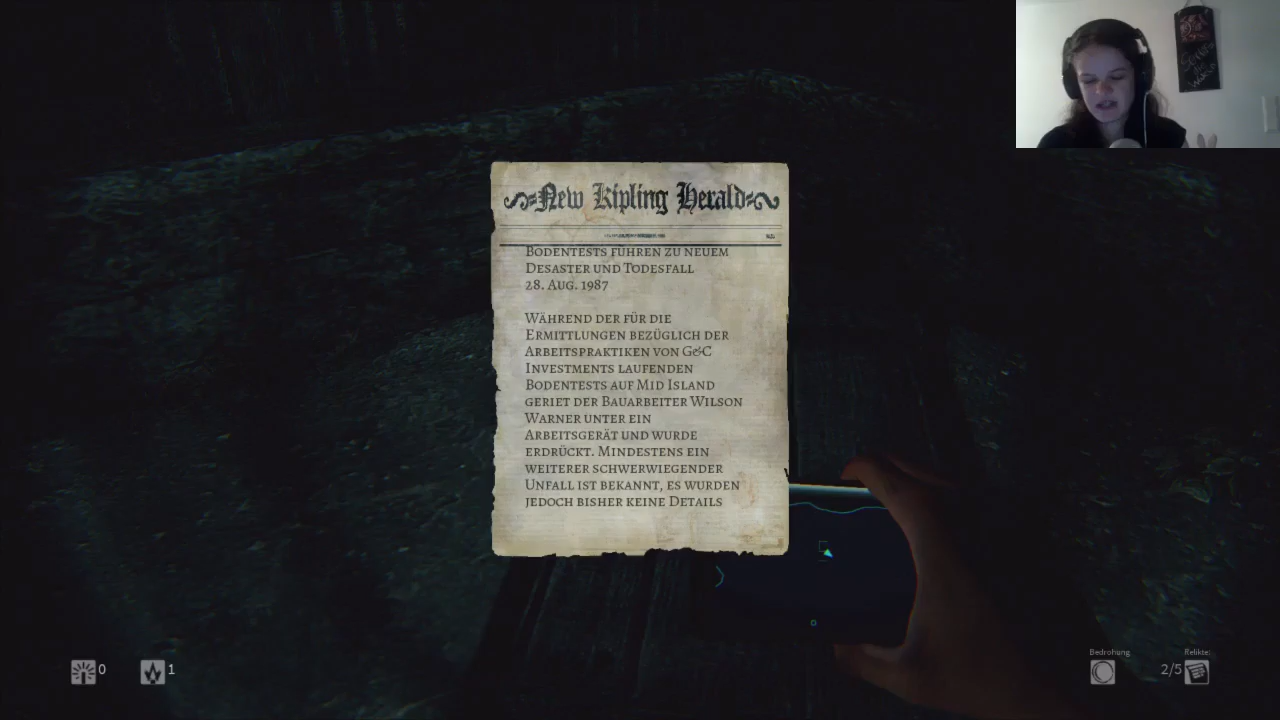 New Kipling Herald
Bodentests führen zu neuem
Desaster und Todesfall
28. Aug. 1987
Während der für die
Ermittlungen bezüglich der
Arbeitspraktiken von G&C
Investments laufenden
Bodentests auf Mid Island
geriet der Bauarbeiter Wilson
Warner unter ein
Arbeitsgerät und wurde
erdrückt. Mindestens ein
weiterer schwerwiegender
Unfall ist bekannt, es wurden
jedoch bisher keine Details
Bedrohung
Relikte:
0
1
2/5